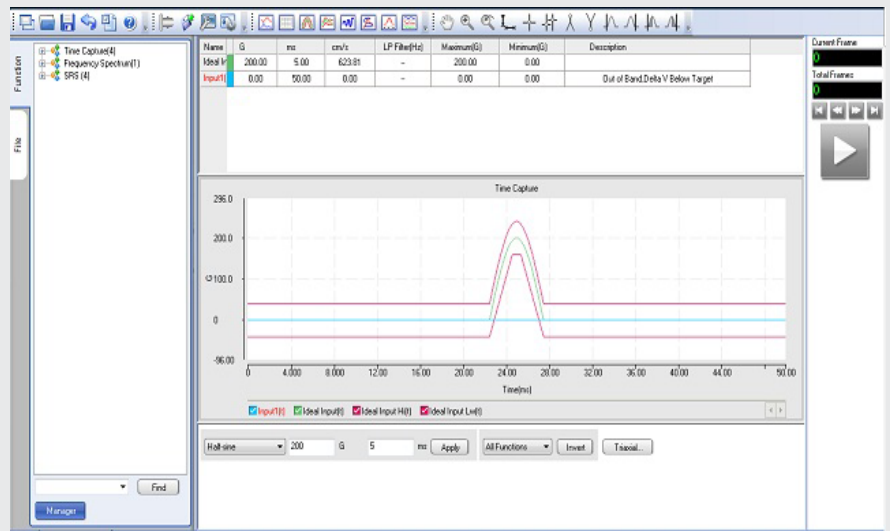 Function
File
Time Capture(4)
Frequency Spectrum(1)
SRS (4)
Find
Manager
Name G ms cm/s LP Filter(Hz) Maximum(G) Minimum(G) Description
Ideal In 200.00 5.00 623.81 -- 200.00 0.00
Input1( 0.00 50.00 0.00 -- 0.00 0.00 Out of Band.Delta V Below Target
Time Capture
296.0
200.0
G
100.0
0
-96.00
0 4.000 8.000 12.00 16.00 20.00 24.00 28.00 32.00 36.00 40.00 44.00 50.00
Time(ms)
Input1(t) Ideal Input(t) Ideal Input Hi(t) Ideal Input Lw(t)
Half-sine 200 G 5 ms Apply All Functions Invert Triaxial...
Current Frame
0
Total Frames
0